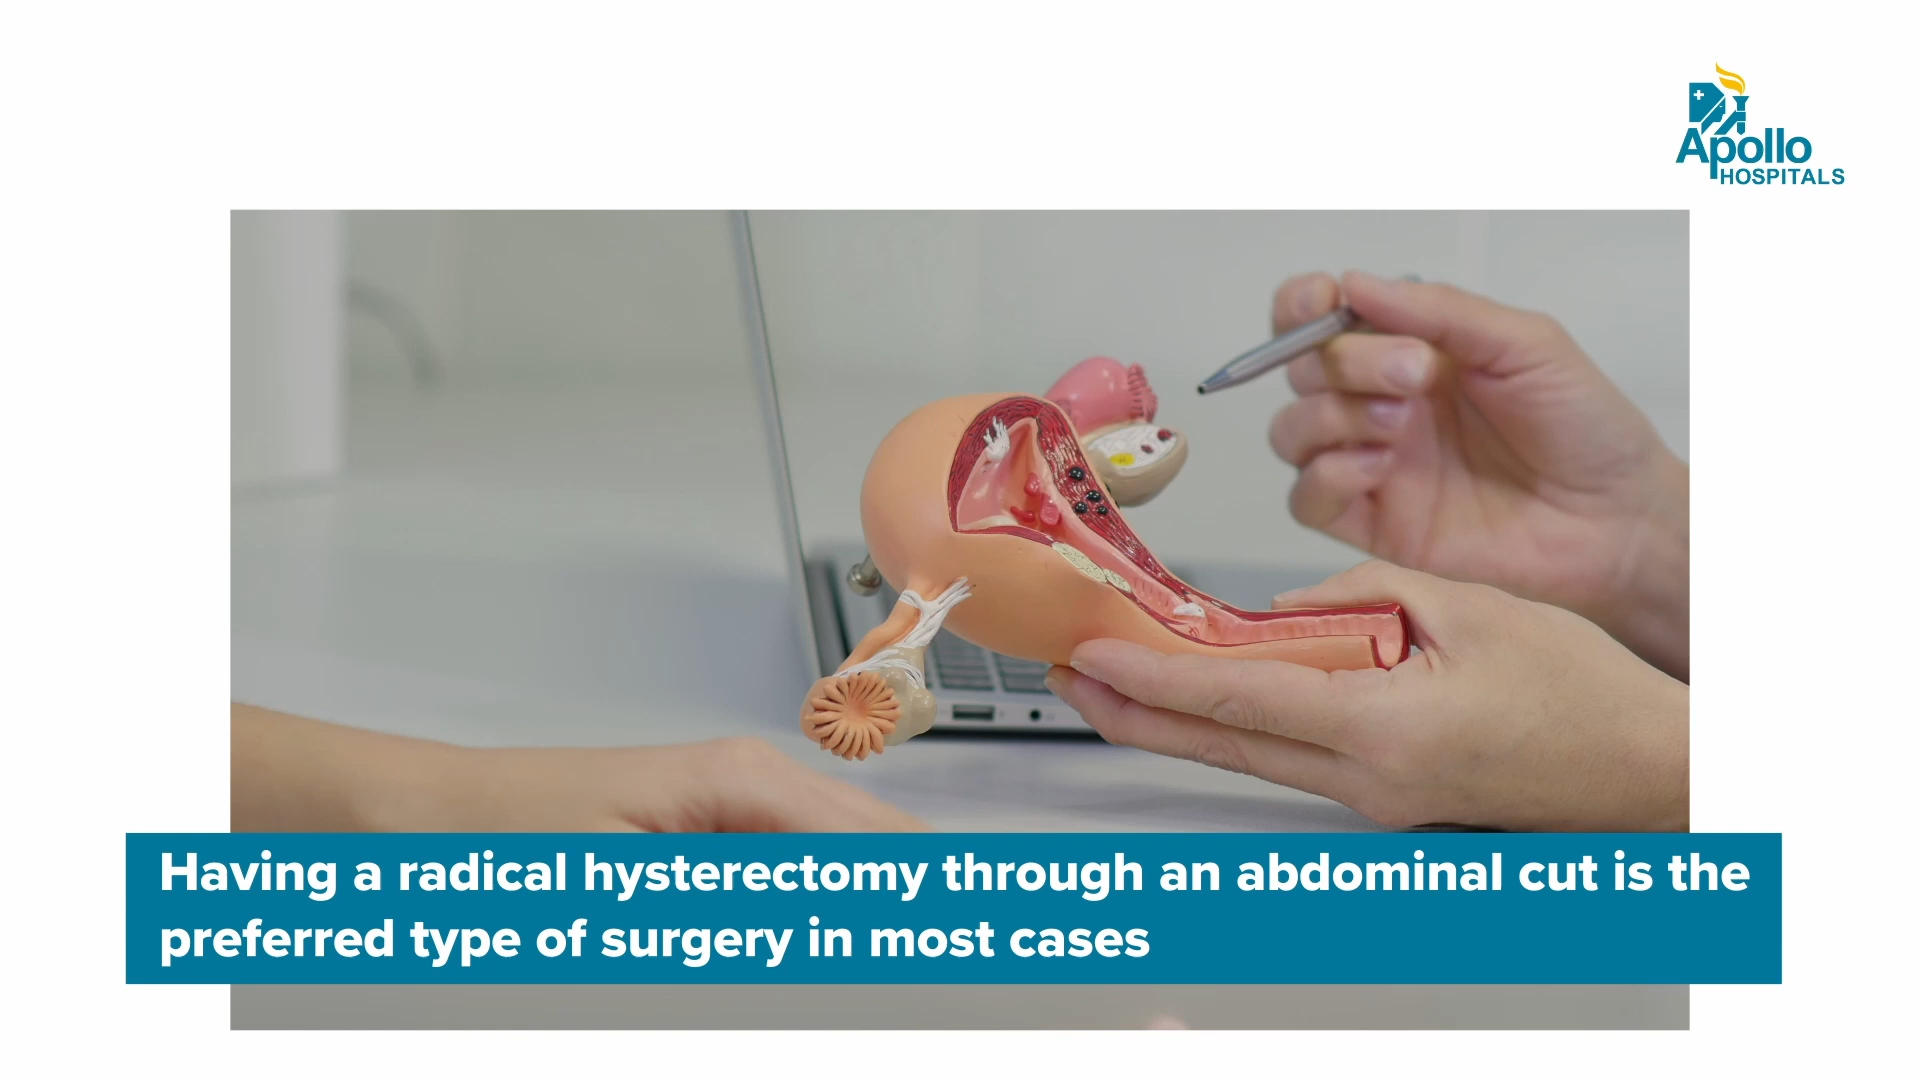 Apollo
HOSPITALS
Having a radical hysterectomy through an abdominal cut is the
preferred type of surgery in most cases